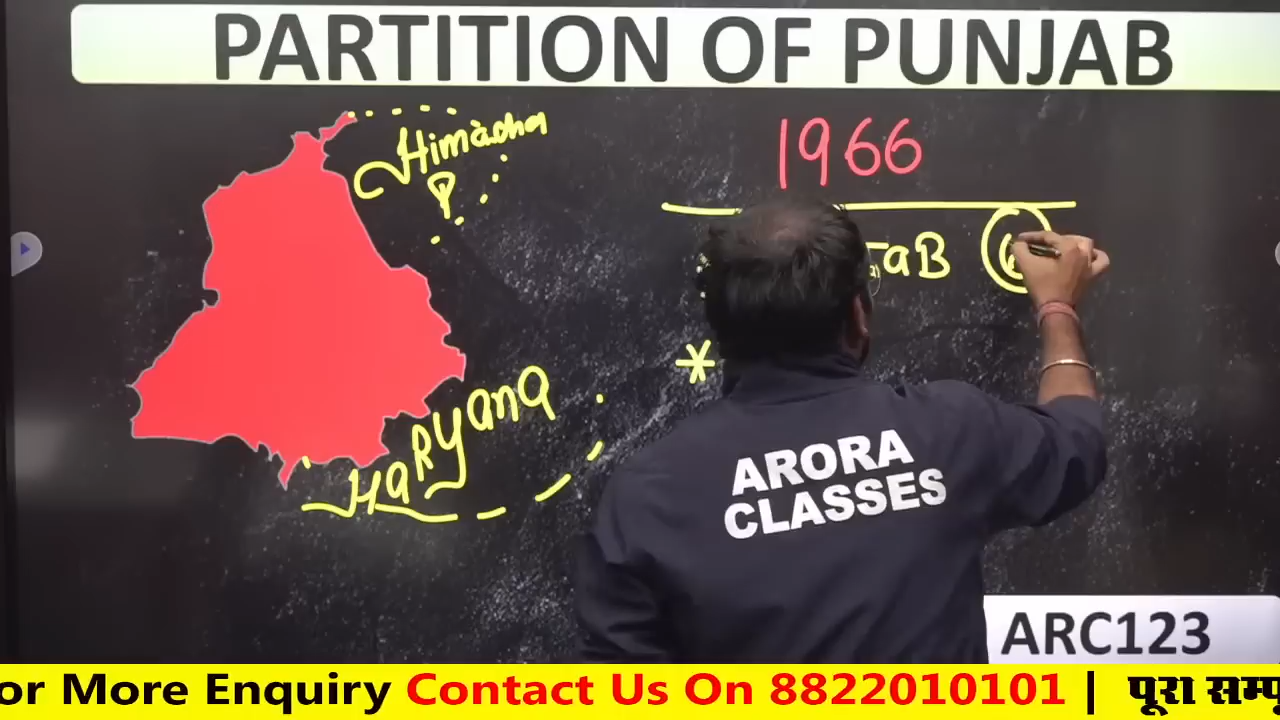 PARTITION OF PUNJAB
1966
Himacha
P
aB
*
Haryana
ARORA
CLASSES
ARC123
or More Enquiry Contact Us On 8822010101 | पूरा सम्पू